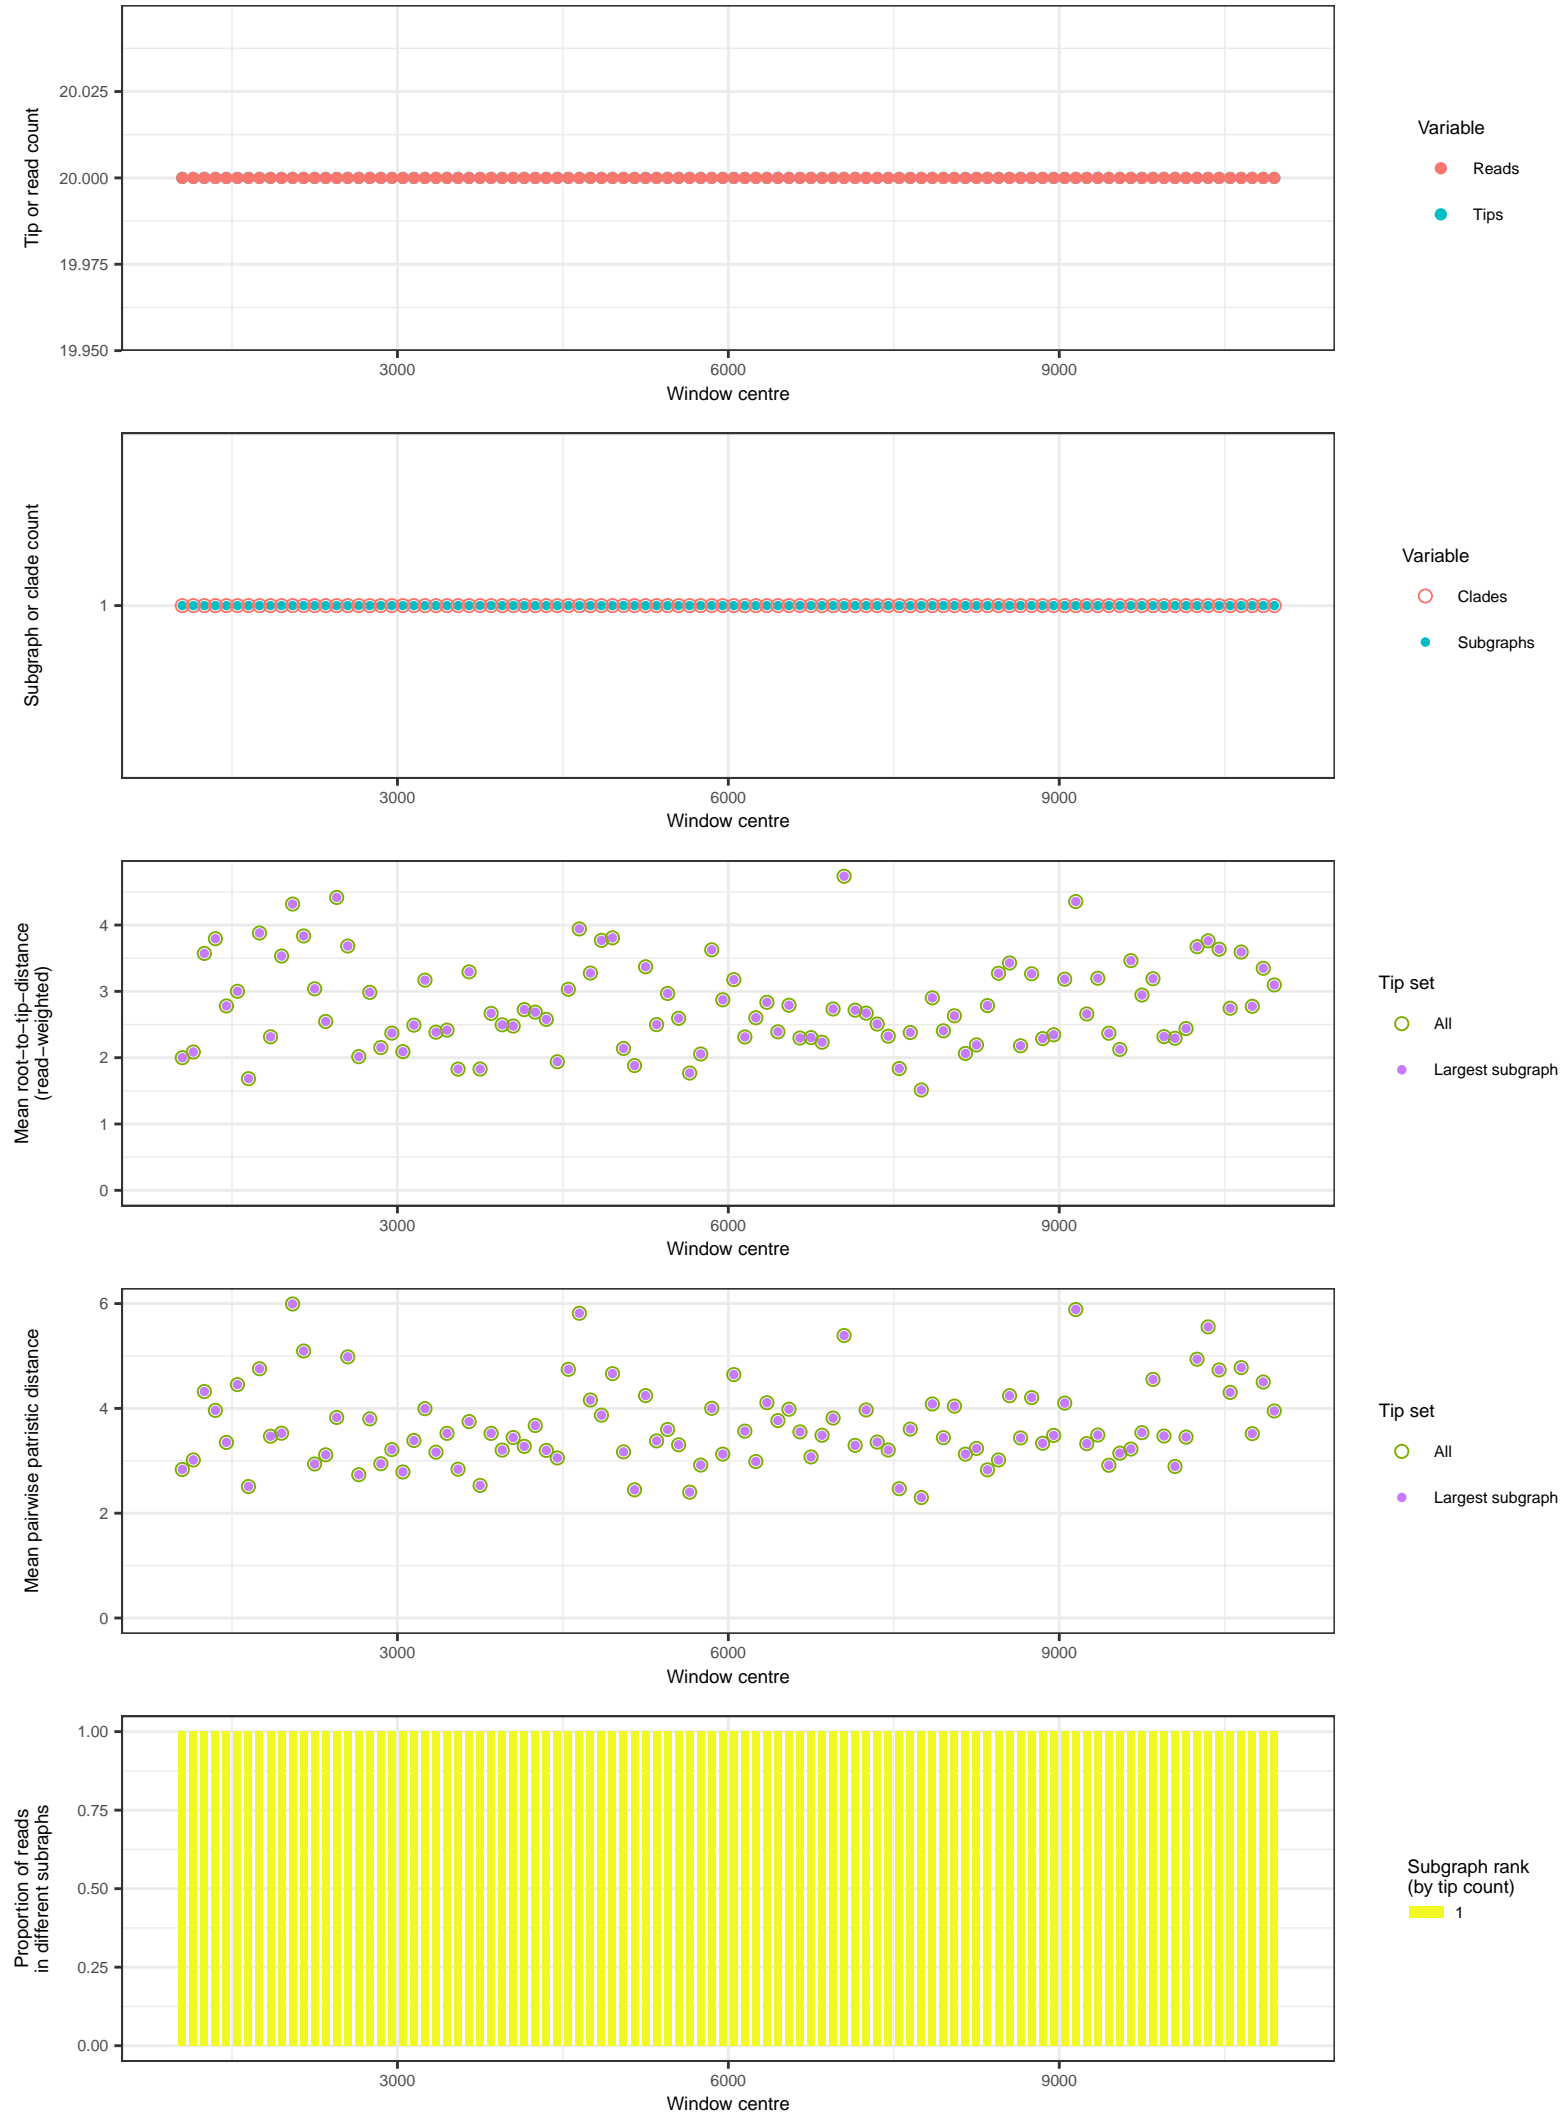 20.025
20.000
19.975
19.950
Tip or read count
3000
6000
9000
Window centre
Variable
Reads
Tips
1
Subgraph or clade count
3000
6000
9000
Window centre
Variable
Clades
Subgraphs
4
3
2
1
0
Mean root−to−tip−distance
(read−weighted)
3000
6000
9000
Window centre
Tip set
All
Largest subgraph
6
4
2
0
Mean pairwise patristic distance
3000
6000
9000
Window centre
Tip set
All
Largest subgraph
1.00
0.75
0.50
0.25
0.00
Proportion of reads
in different subraphs
3000
6000
9000
Window centre
Subgraph rank
(by tip count)
1